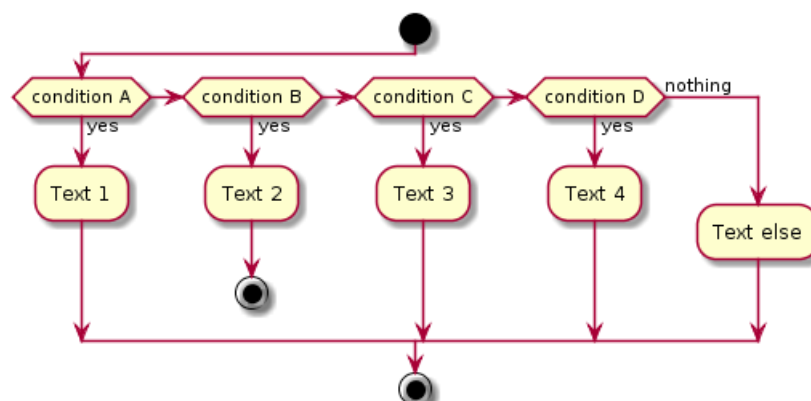 condition A
condition B
condition C
condition D
nothing
yes
yes
yes
yes
Text 1
Text 2
Text 3
Text 4
Text else